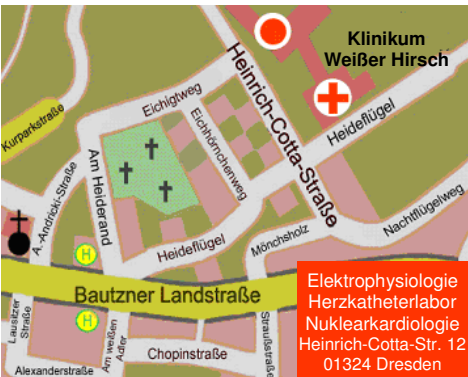 Klinikum
Weißer Hirsch
Heinrich-Cotta-Straße
Eichigtweg
Kurparkstraße
Eichhörnchenweg
Heideflügel
A.-Andricki-Straße
Am Heiderand
Heideflügel
Mönchsholz
Nachtflügelweg
H
Bautzner Landstraße
H
Lausitzer
Straße
Am weißen
Adler
Straußstraße
Chopinstraße
Alexanderstraße
Elektrophysiologie
Herzkatheterlabor
Nuklearkardiologie
Heinrich-Cotta-Str. 12
01324 Dresden